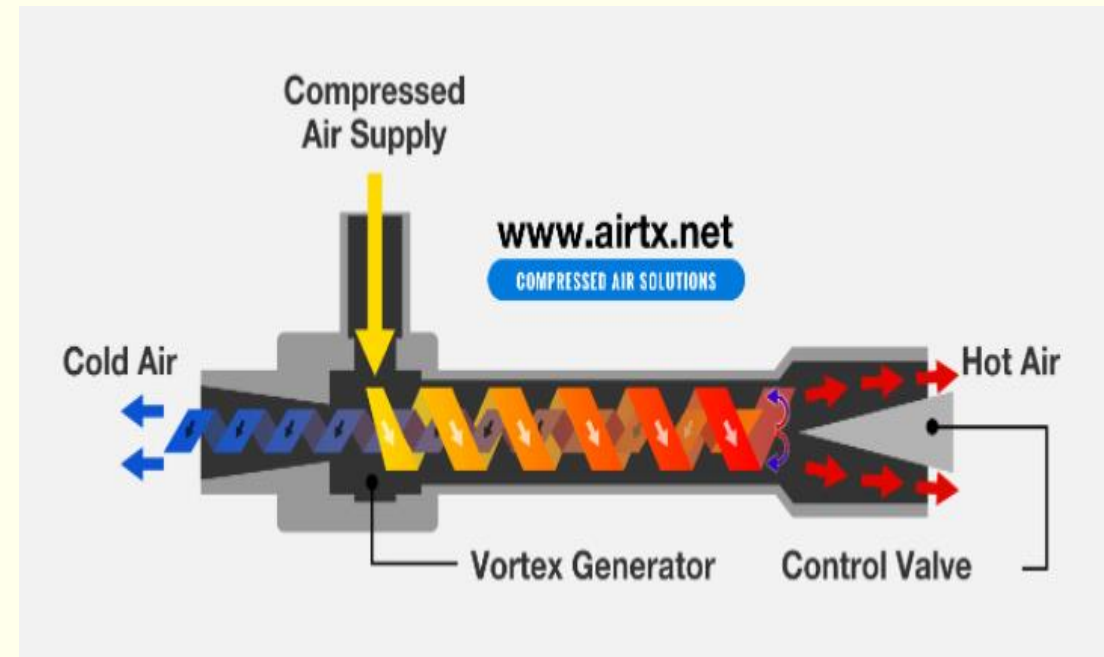 Compressed
Air Supply
www.airtx.net
COMPRESSED AIR SOLUTIONS
Cold Air
Hot Air
Vortex Generator
Control Valve